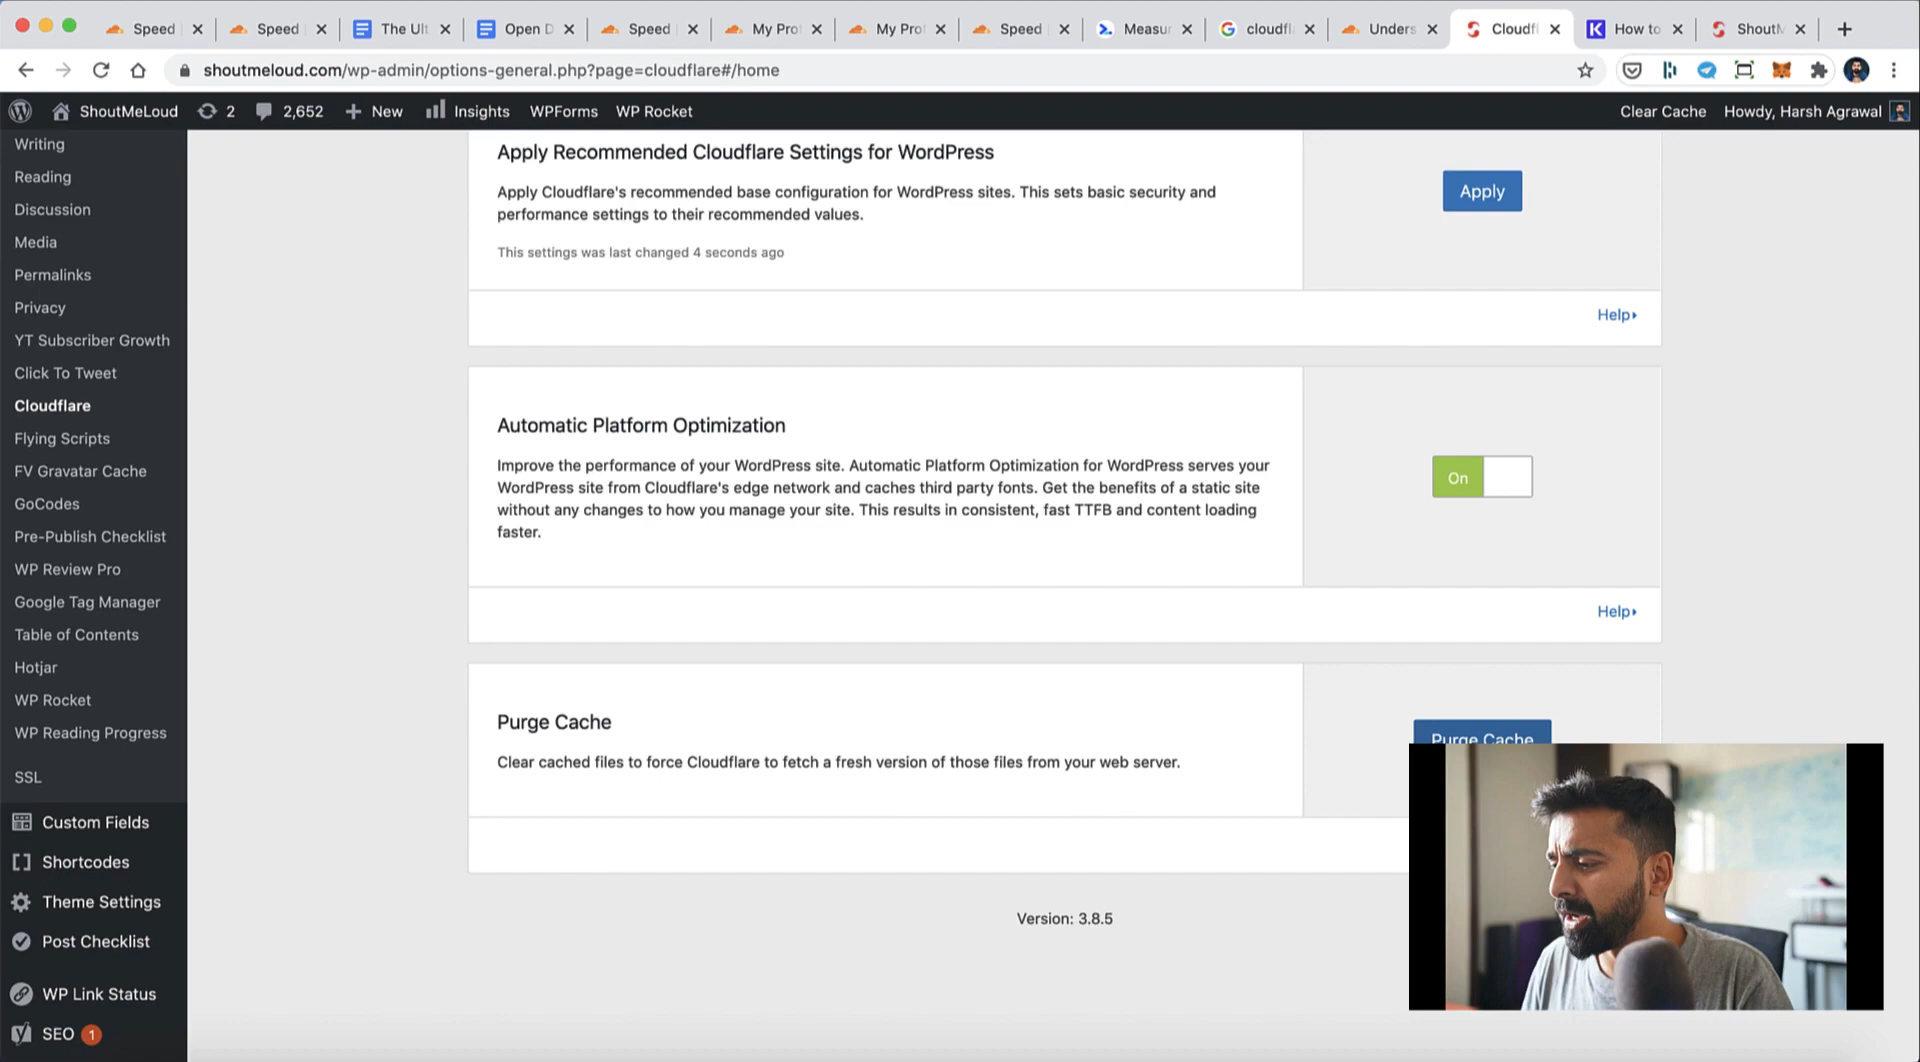 Speed
Speed
The Ult
Open D
Speed
My Pro
My Pro
Speed
Measur
cloudfl
Unders
Cloudfl
How to
ShoutM
shoutmeloud.com/wp-admin/options-general.php?page=cloudflare#/home
ShoutMeLoud
2
2,652
New
Insights
WPForms
WP Rocket
Clear Cache
Howdy, Harsh Agrawal
Writing
Reading
Discussion
Media
Permalinks
Privacy
YT Subscriber Growth
Click To Tweet
Cloudflare
Flying Scripts
FV Gravatar Cache
GoCodes
Pre-Publish Checklist
WP Review Pro
Google Tag Manager
Table of Contents
Hotjar
WP Rocket
WP Reading Progress
SSL
Custom Fields
Shortcodes
Theme Settings
Post Checklist
WP Link Status
SEO 1
Apply Recommended Cloudflare Settings for WordPress
Apply Cloudflare's recommended base configuration for WordPress sites. This sets basic security and
performance settings to their recommended values.
This settings was last changed 4 seconds ago
Apply
Help
Automatic Platform Optimization
Improve the performance of your WordPress site. Automatic Platform Optimization for WordPress serves your
WordPress site from Cloudflare's edge network and caches third party fonts. Get the benefits of a static site
without any changes to how you manage your site. This results in consistent, fast TTFB and content loading
faster.
On
Help
Purge Cache
Clear cached files to force Cloudflare to fetch a fresh version of those files from your web server.
Purge Cache
Version: 3.8.5